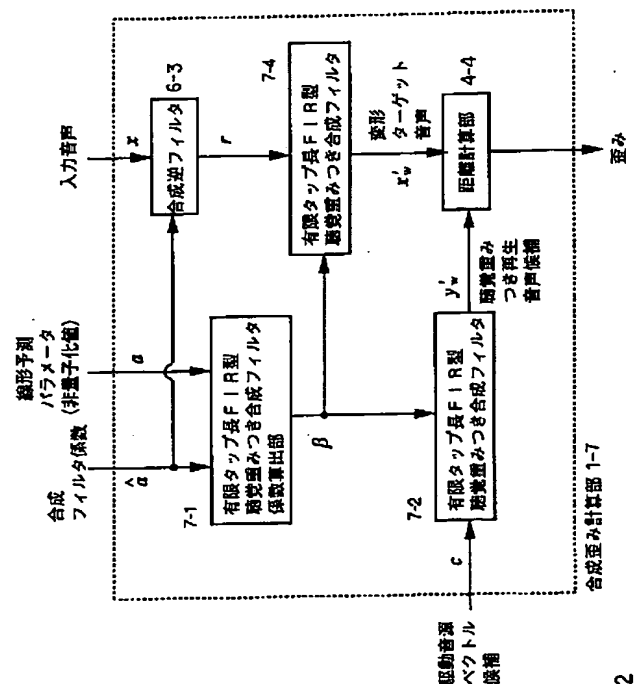 合成
フィルタ係数
線形予測
パラメータ
(非量子化値)
入力音声
â
a
x
合成逆フィルタ 6-3
r
7-1
有限タップ長FIR型
聴覚重みつき合成フィルタ
係数算出部
β
7-4
有限タップ長FIR型
聴覚重みつき合成フィルタ
変形
ターゲット
音声
x'w
駆動音源
ベクトル
候補
c
7-2
有限タップ長FIR型
聴覚重みつき合成フィルタ
y'w
聴覚重み
つき再生
音声候補
4-4
距離計算部
歪み
合成歪み計算部 1-7
2